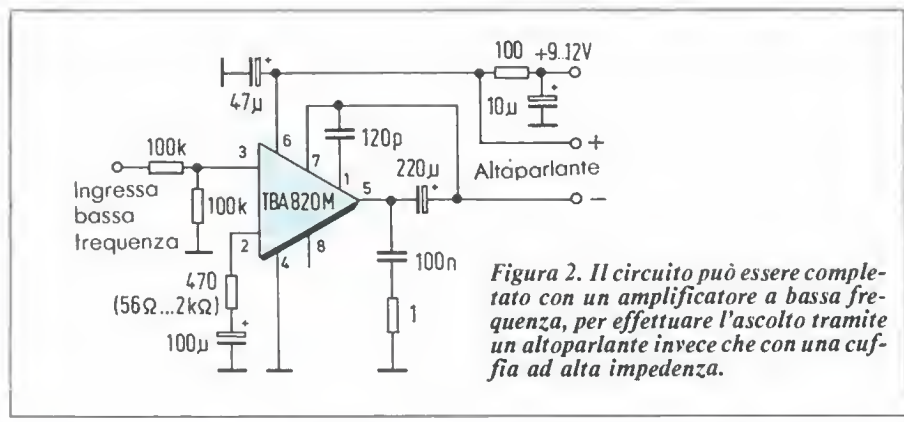 100 +9...12V
47µ
10µ
6
7
120p
+
100k
3
1
220µ
Altoparlante
5
Ingressa
bassa
frequenza
100k
TBA820M
−
2
8
4
100n
470
(56Ω...2kΩ)
1
100µ
Figura 2. Il circuito può essere comple-
tato con un amplificatore a bassa fre-
quenza, per effettuare l'ascolto tramite
un altoparlante invece che con una cuf-
fia ad alta impedenza.